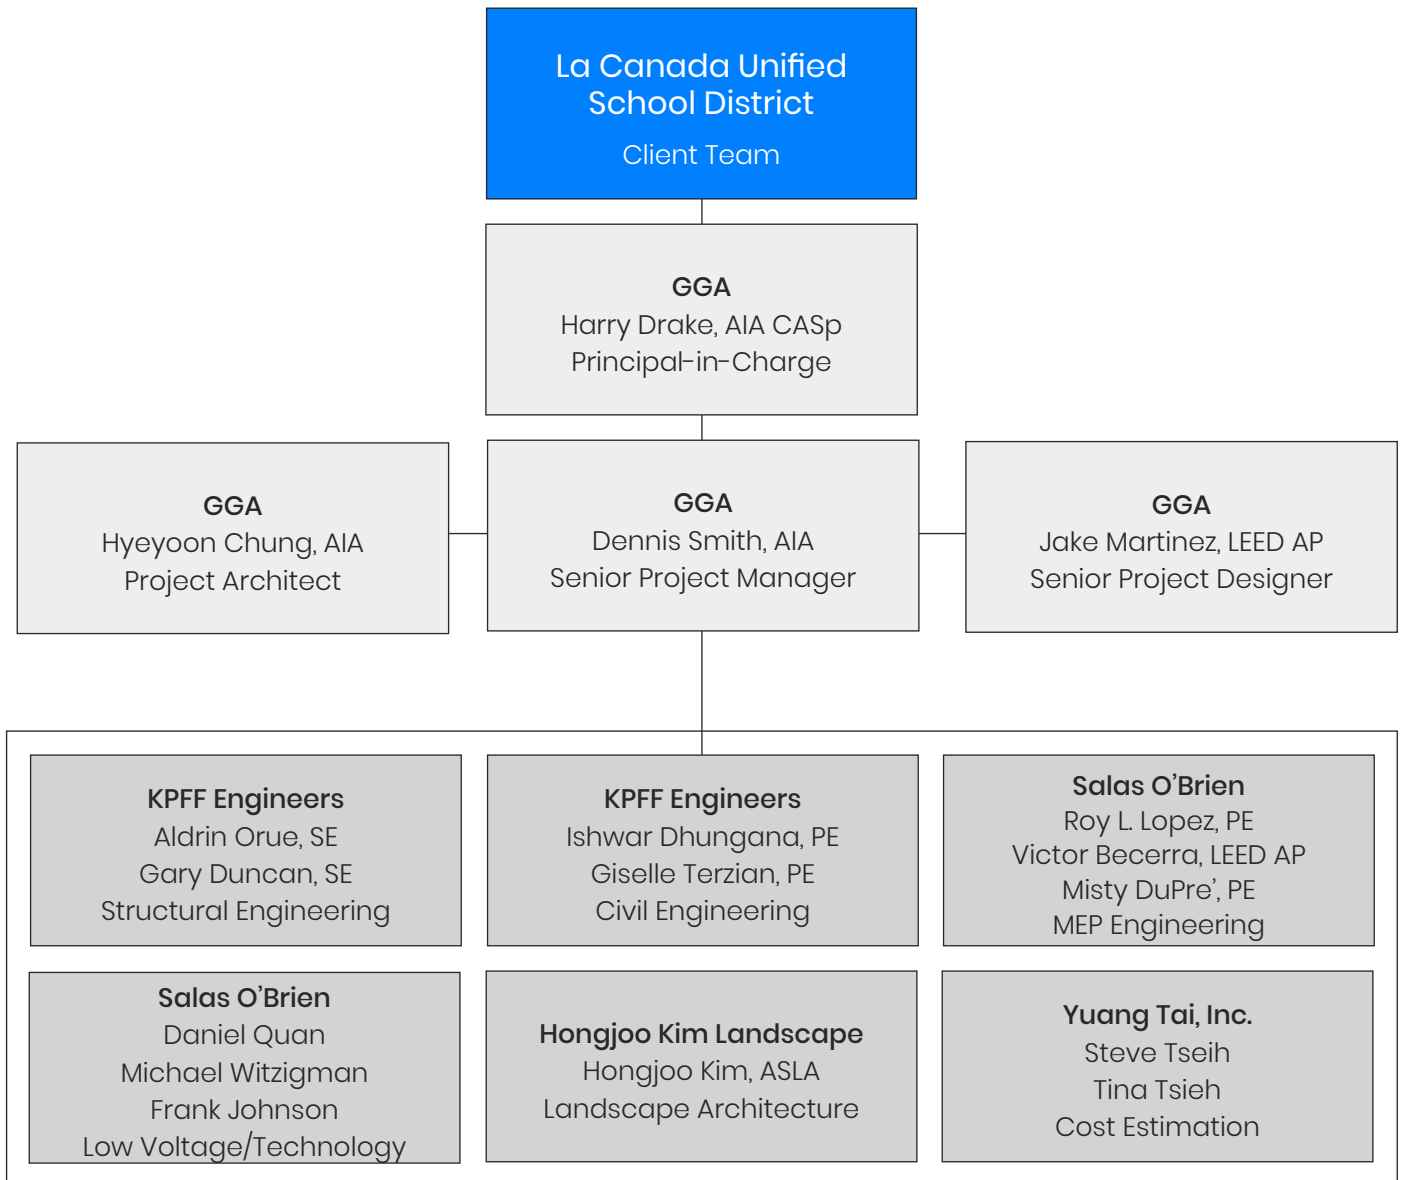 La Canada Unified
School District
Client Team
GGA
Harry Drake, AIA CASp
Principal-in-Charge
GGA
Hyeyoon Chung, AIA
Project Architect
GGA
Dennis Smith, AIA
Senior Project Manager
GGA
Jake Martinez, LEED AP
Senior Project Designer
KPFF Engineers
Aldrin Orue, SE
Gary Duncan, SE
Structural Engineering
KPFF Engineers
Ishwar Dhungana, PE
Giselle Terzian, PE
Civil Engineering
Salas O’Brien
Roy L. Lopez, PE
Victor Becerra, LEED AP
Misty DuPre’, PE
MEP Engineering
Salas O’Brien
Daniel Quan
Michael Witzigman
Frank Johnson
Low Voltage/Technology
Hongjoo Kim Landscape
Hongjoo Kim, ASLA
Landscape Architecture
Yuang Tai, Inc.
Steve Tseih
Tina Tsieh
Cost Estimation